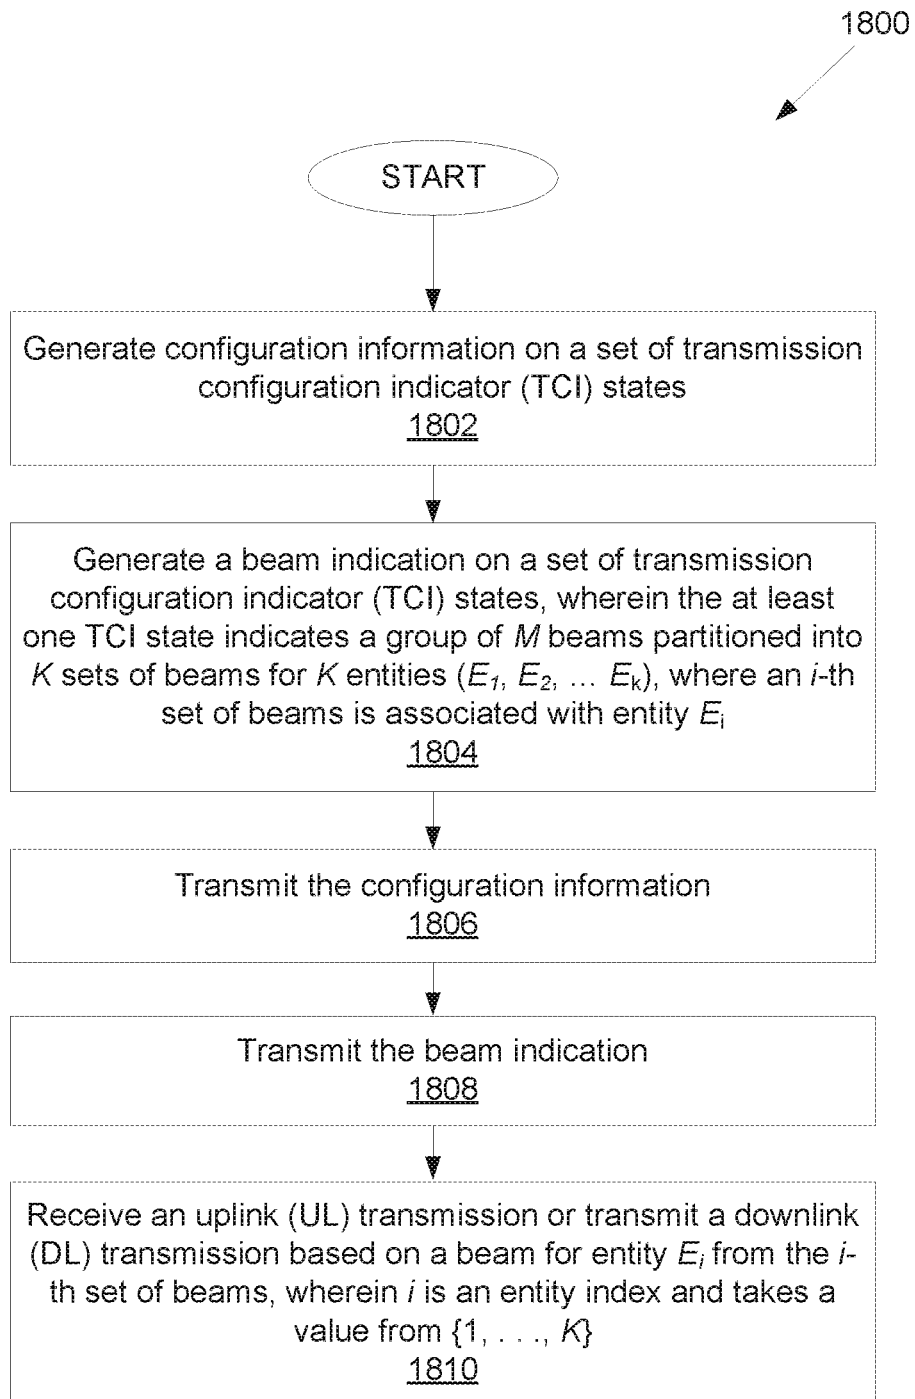 1800
START
Generate configuration information on a set of transmission
configuration indicator (TCI) states
1802
Generate a beam indication on a set of transmission
configuration indicator (TCI) states, wherein the at least
one TCI state indicates a group of M beams partitioned into
K sets of beams for K entities (E1, E2, ... Ek), where an i-th
set of beams is associated with entity Ei
1804
Transmit the configuration information
1806
Transmit the beam indication
1808
Receive an uplink (UL) transmission or transmit a downlink
(DL) transmission based on a beam for entity Ei from the i-
th set of beams, wherein i is an entity index and takes a
value from {1, . . ., K}
1810